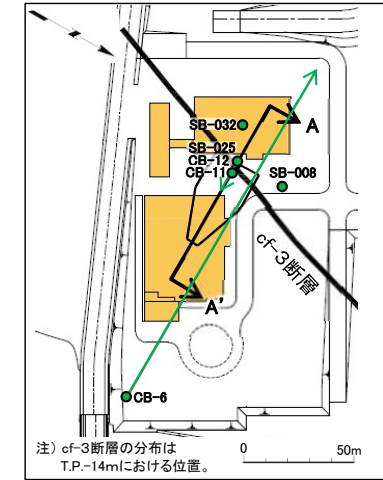 SB-032
A
SB-025
CB-12
CB-11
SB-008
cf-3断層
A'
CB-6
注) cf-3断層の分布は
T.P.-14mにおける位置。
0 50m